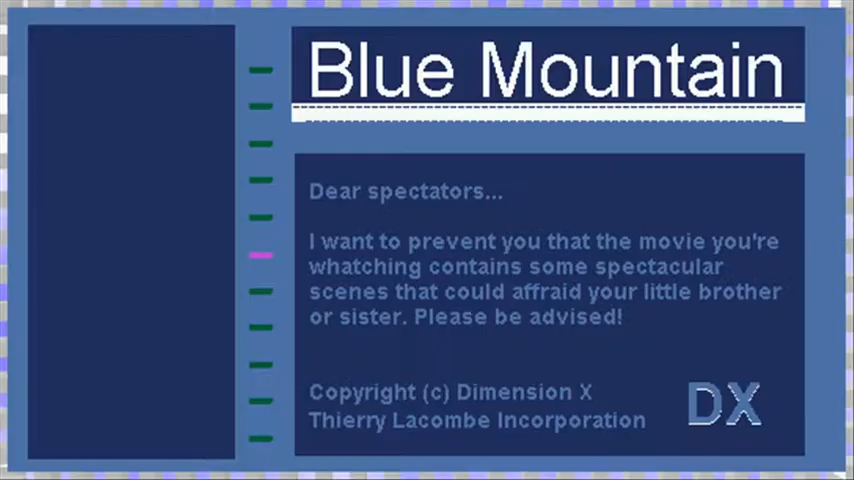 Blue Mountain
Dear spectators...
I want to prevent you that the movie you're
whatching contains some spectacular
scenes that could affraid your little brother
or sister. Please be advised!
Copyright (c) Dimension X
Thierry Lacombe Incorporation
DX